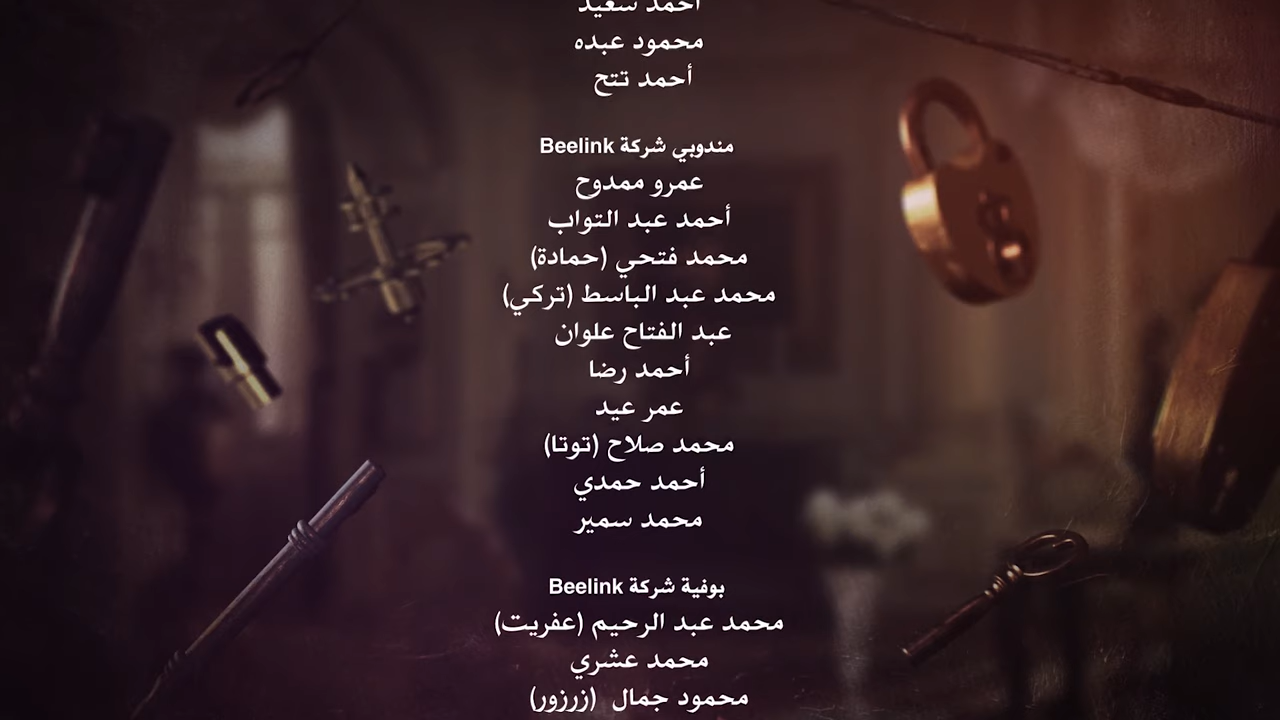 أحمد سعيد
محمود عبده
أحمد تتح
مندوبي شركة Beelink
عمرو ممدوح
أحمد عبد التواب
محمد فتحي (حمادة)
محمد عبد الباسط (تركي)
عبد الفتاح علوان
أحمد رضا
عمر عيد
محمد صلاح (توتا)
أحمد حمدي
محمد سمير
بوفية شركة Beelink
محمد عبد الرحيم (عفريت)
محمد عشري
محمود جمال (زرزور)